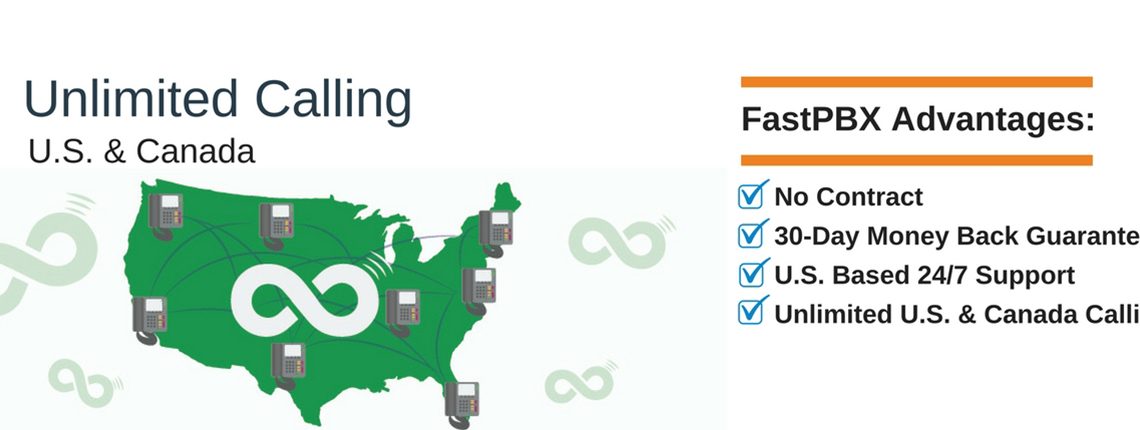 Unlimited Calling
U.S. & Canada
FastPBX Advantages:
No Contract
30-Day Money Back Guarante
U.S. Based 24/7 Support
Unlimited U.S. & Canada Calli